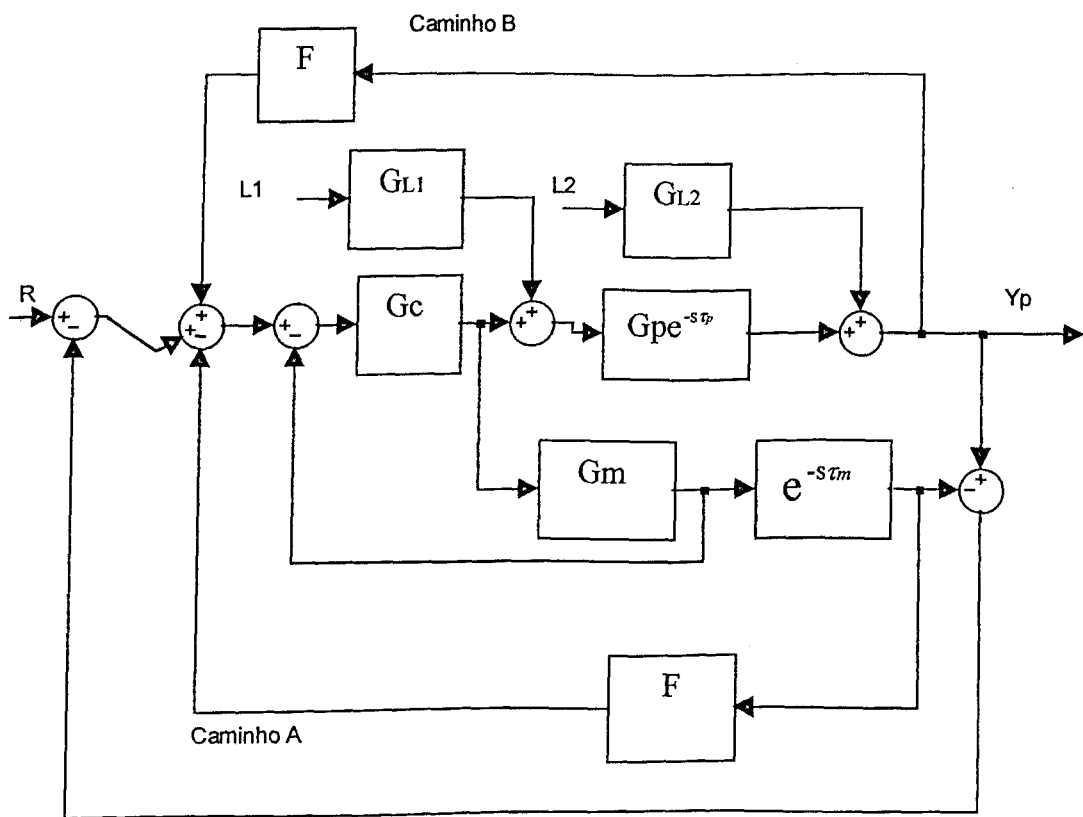 Caminho B
F
L1
GL1
L2
GL2
R
+
−
+
+
−
+
−
Gc
+
+
Gpe^-sτp
+
+
Yp
Gm
e^-sτm
−
+
F
Caminho A